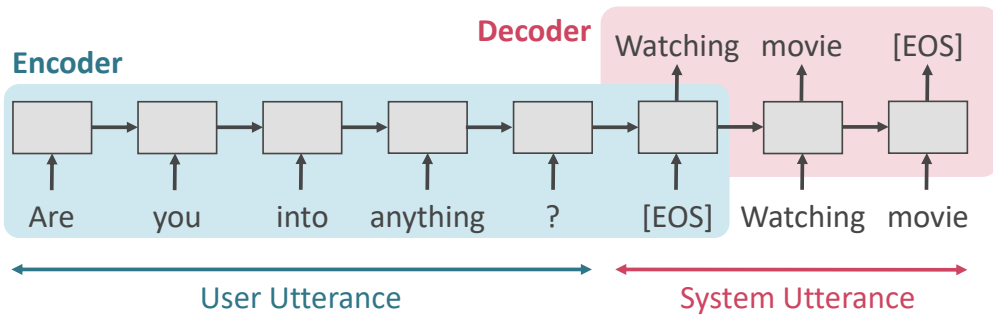 Decoder
Watching movie [EOS]
Encoder
Are you into anything ? [EOS] Watching movie
User Utterance
System Utterance